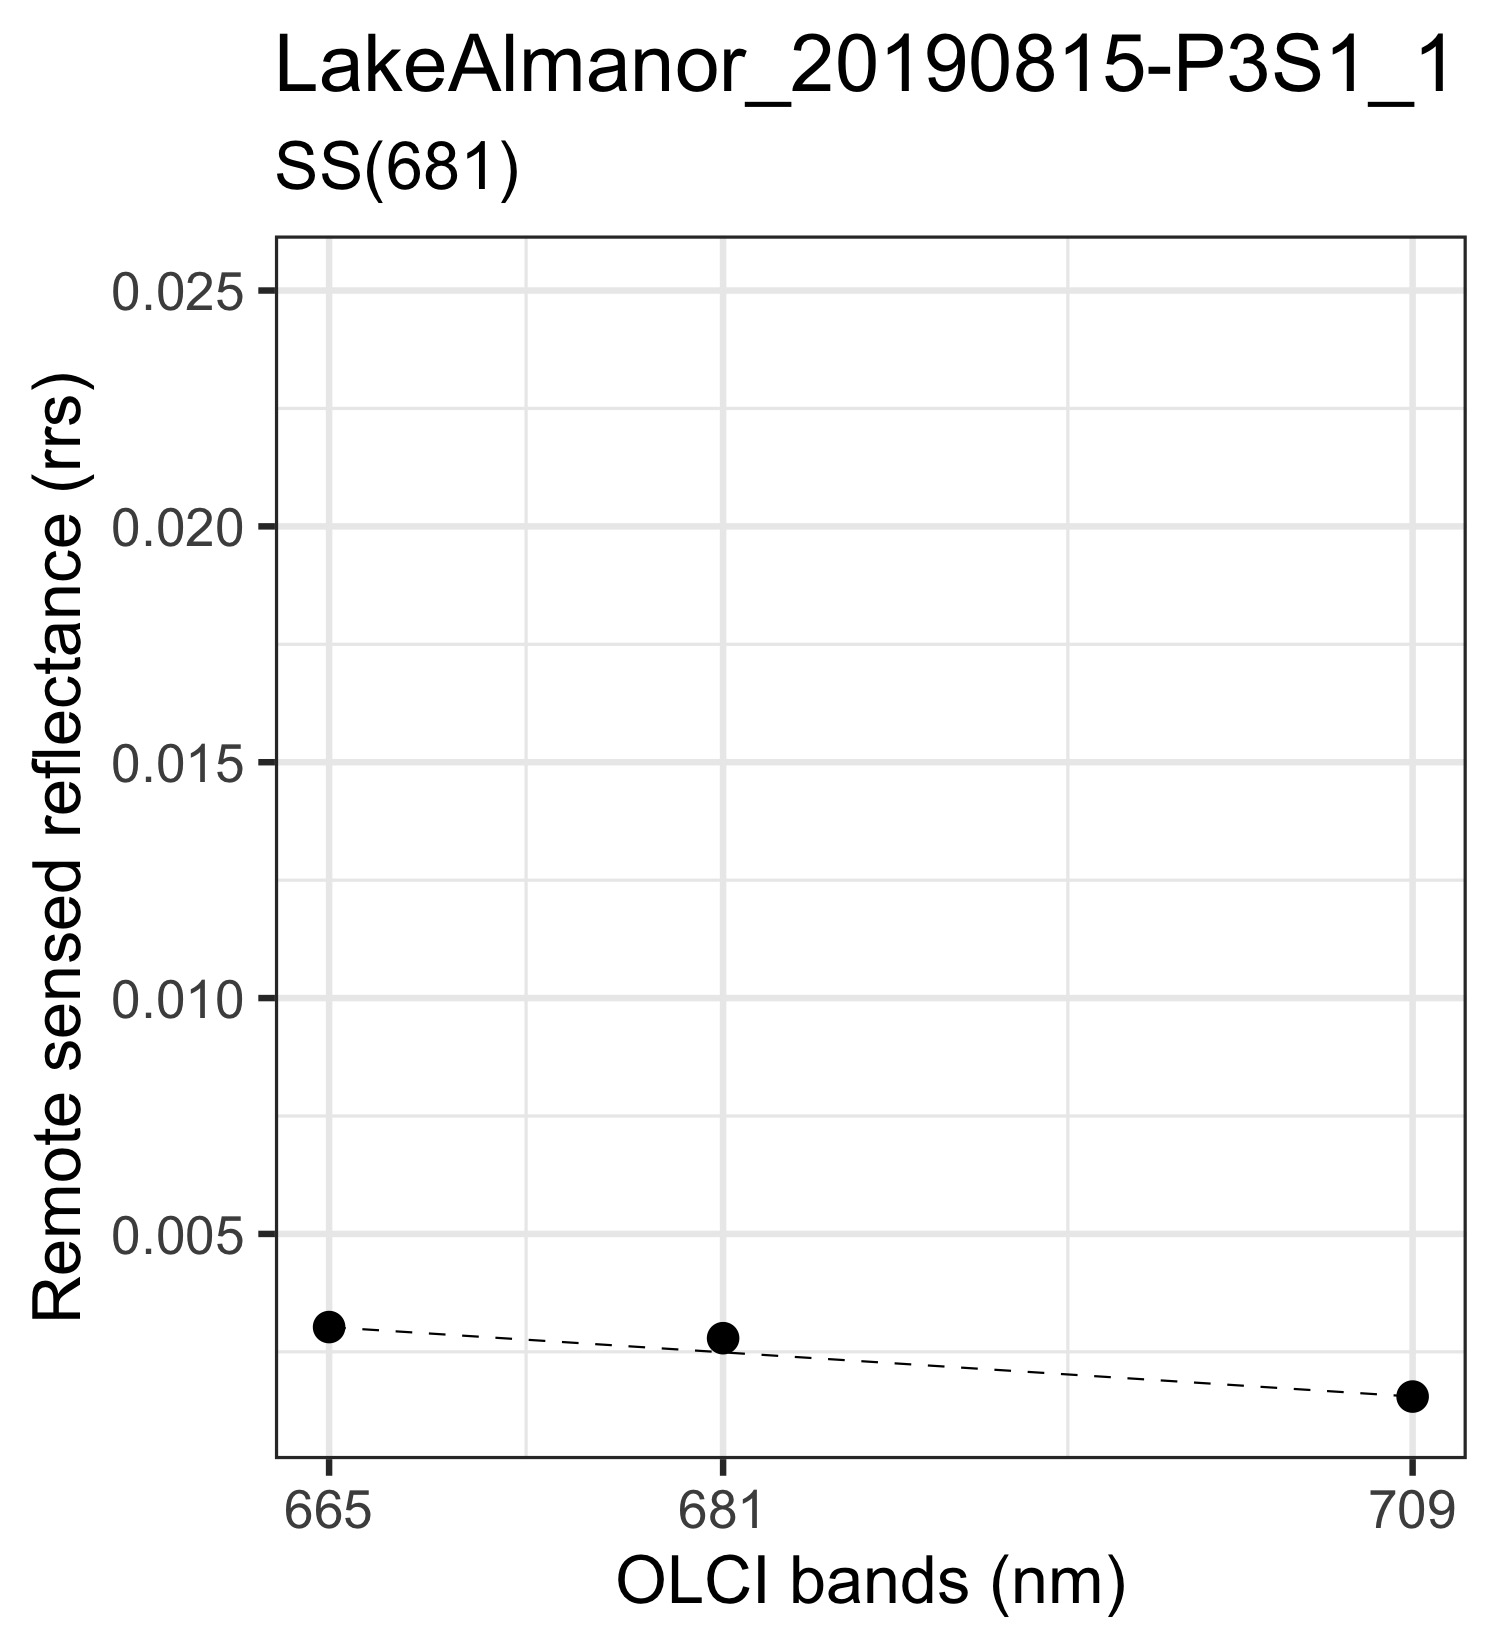 LakeAlmanor_20190815-P3S1_1
SS(681)
Remote sensed reflectance (rrs)
0.025
0.020
0.015
0.010
0.005
665 681 709
OLCI bands (nm)